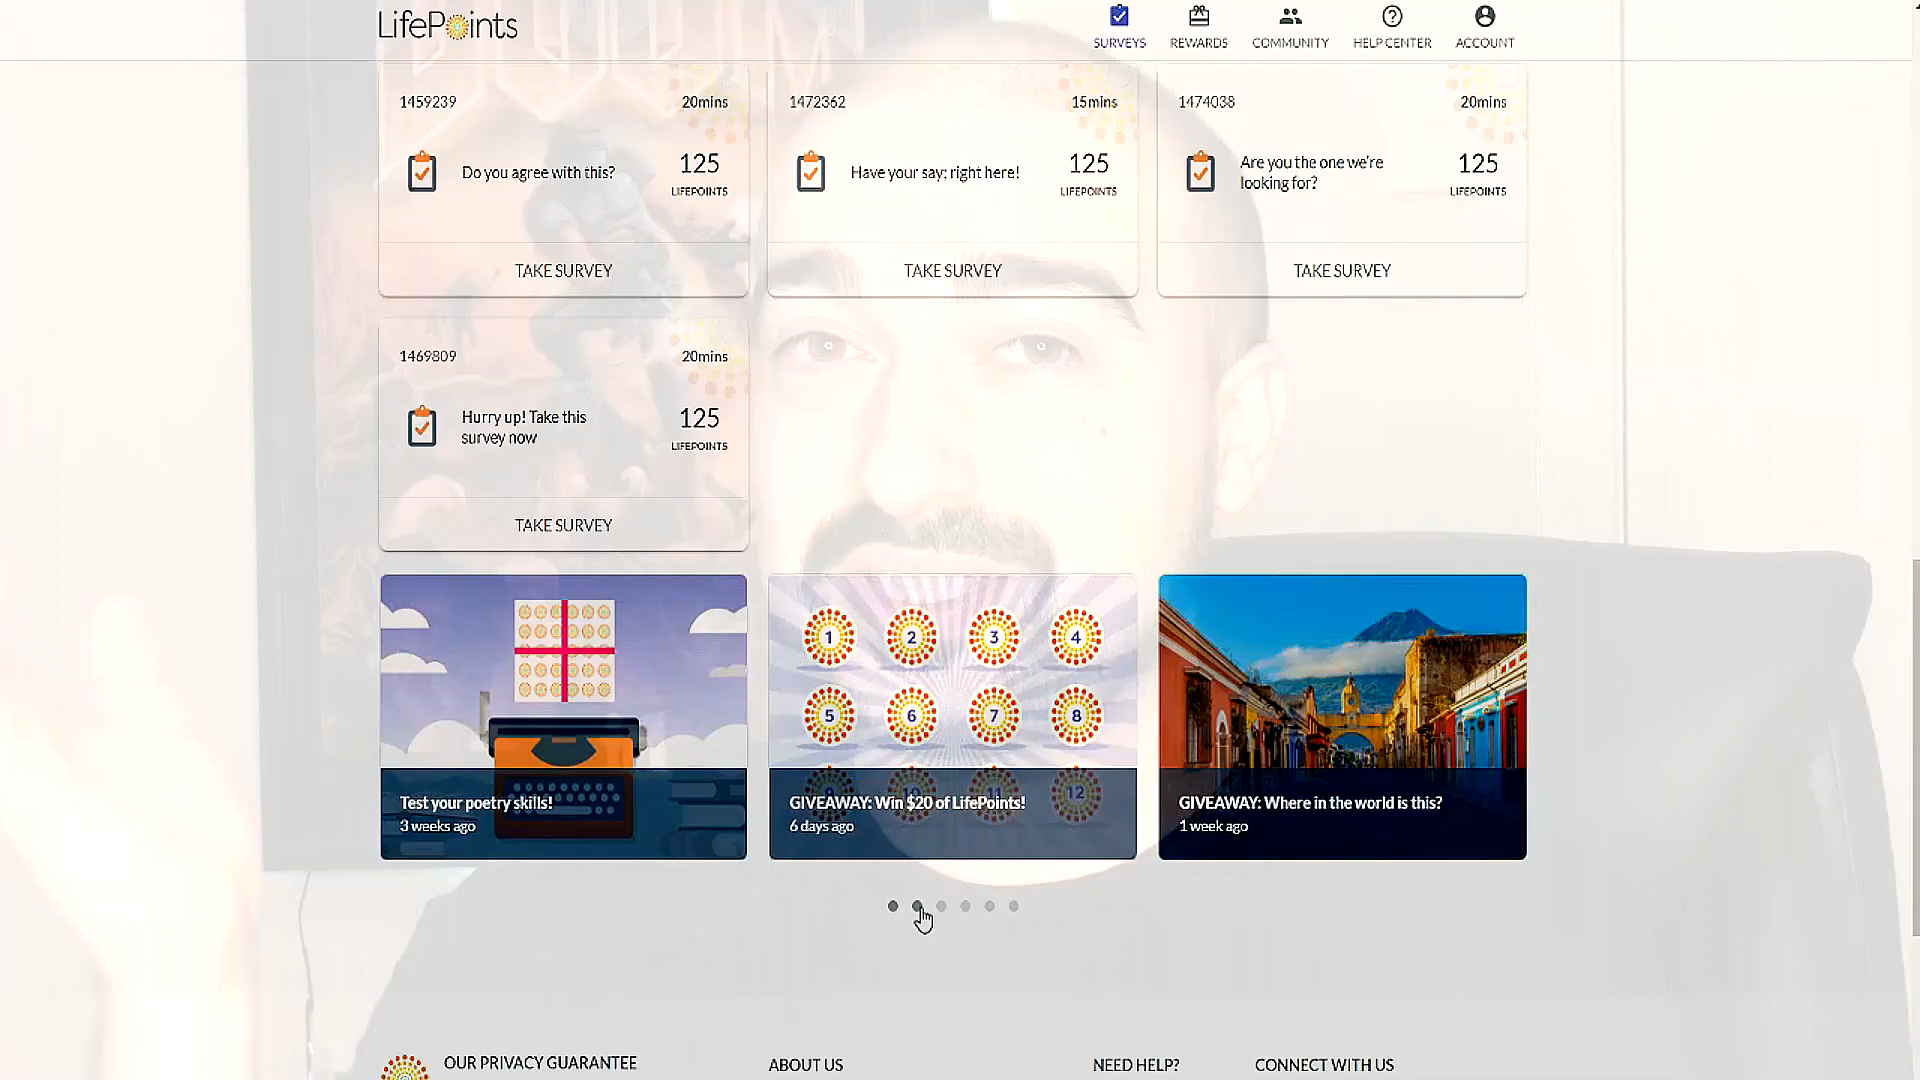 LifePoints
SURVEYS
REWARDS
COMMUNITY
HELP CENTER
ACCOUNT
1459239
20mins
Do you agree with this?
125
LIFEPOINTS
TAKE SURVEY
1472362
15mins
Have your say; right here!
125
LIFEPOINTS
TAKE SURVEY
1474038
20mins
Are you the one we're
looking for?
125
LIFEPOINTS
TAKE SURVEY
1469809
20mins
Hurry up! Take this
survey now
125
LIFEPOINTS
TAKE SURVEY
Test your poetry skills!
3 weeks ago
1 2 3 4
5 6 7 8
12
GIVEAWAY: Win $20 of LifePoints!
6 days ago
GIVEAWAY: Where in the world is this?
1 week ago
OUR PRIVACY GUARANTEE
ABOUT US
NEED HELP?
CONNECT WITH US